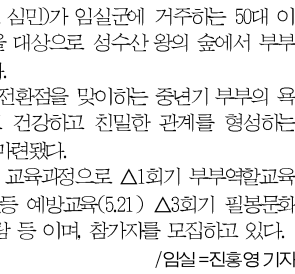 심민)가 임실군에 거주하는 50대 이
을 대상으로 성수산 왕의 숲에서 부부
다.
전환점을 맞이하는 중년기 부부의 욕
건강하고 친밀한 관계를 형성하는
마련됐다.
교육과정으로 △1회기 부부역할교육
등 예방교육(5.21) △3회기 필봉문화
람 등 이며, 참가자를 모집하고 있다.
/임실=진홍영 기자